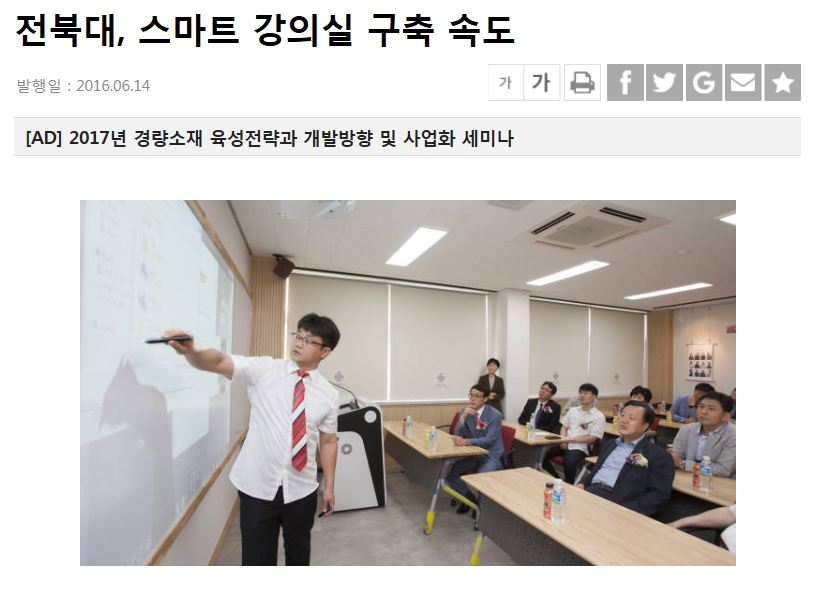 전북대, 스마트 강의실 구축 속도
발행일 : 2016.06.14
가 가
[AD] 2017년 경량소재 육성전략과 개발방향 및 사업화 세미나